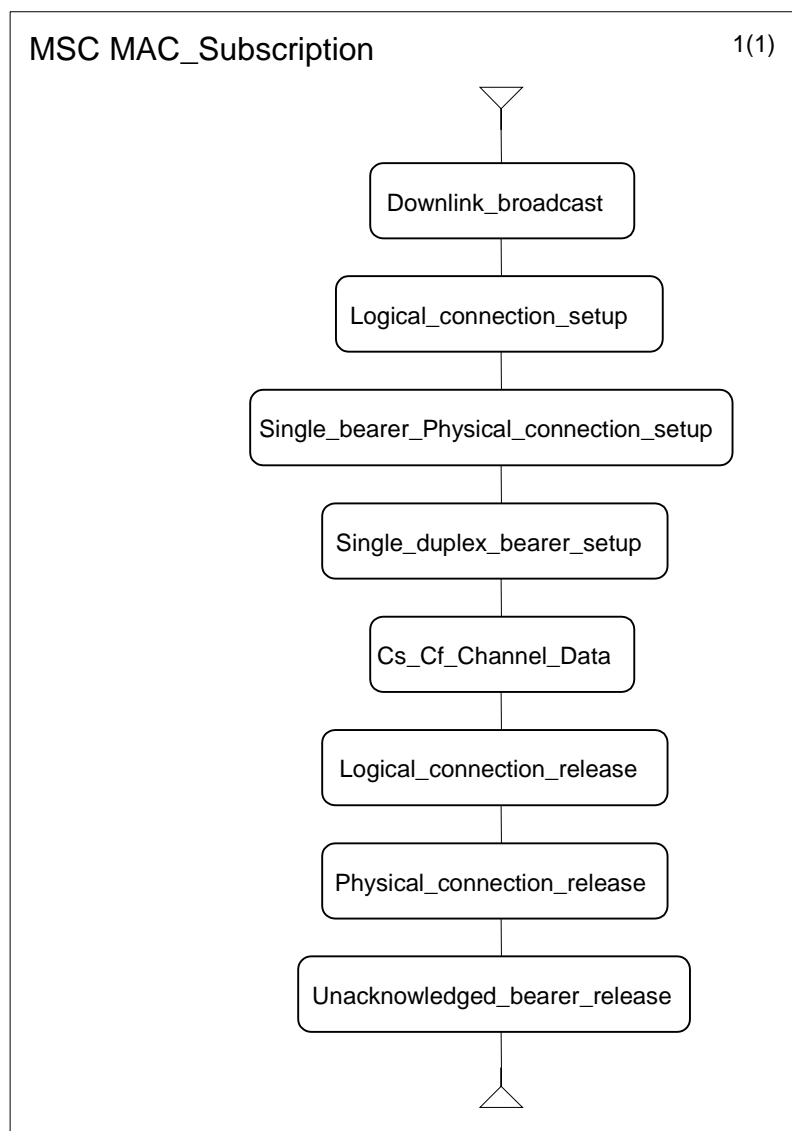 MSC MAC_Subscription
1(1)
Downlink_broadcast
Logical_connection_setup
Single_bearer_Physical_connection_setup
Single_duplex_bearer_setup
Cs_Cf_Channel_Data
Logical_connection_release
Physical_connection_release
Unacknowledged_bearer_release